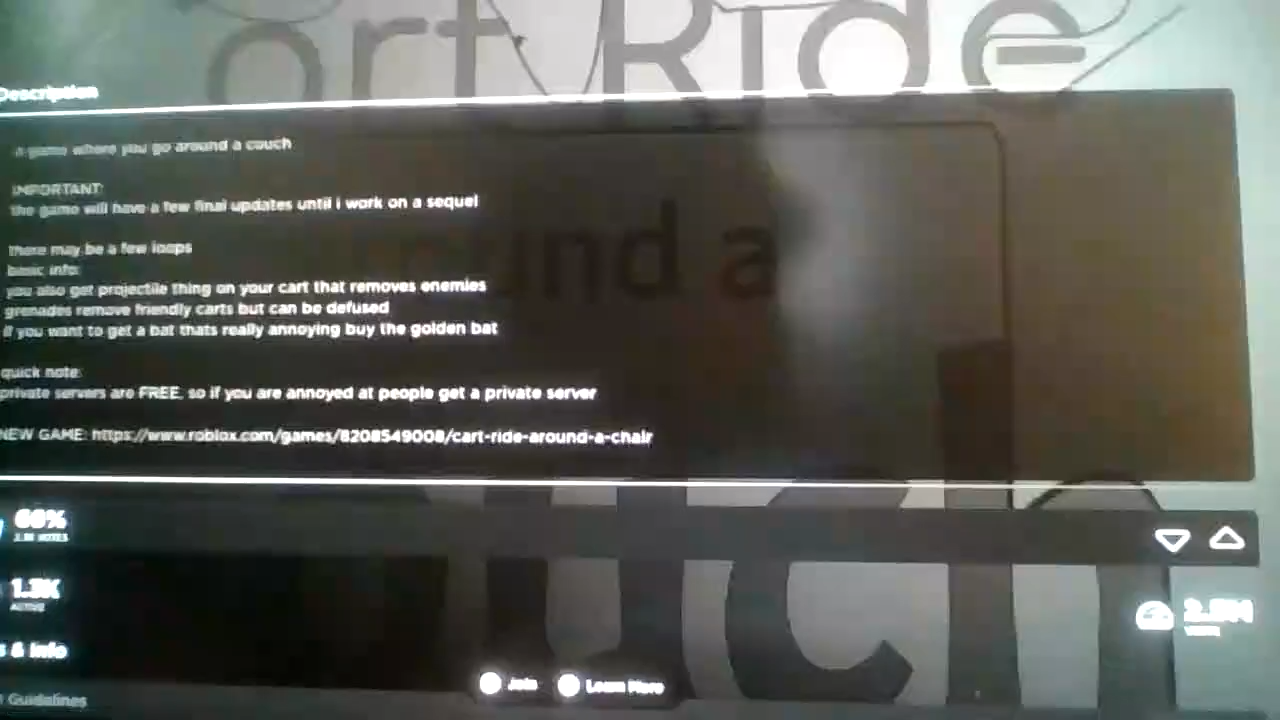 ort Ride
Description
a game where you go around a couch
IMPORTANT:
the game will have a few final updates until i work on a sequel
und a
there may be a few loops
basic info:
you also get projectile thing on your cart that removes enemies
grenades remove friendly carts but can be defused
if you want to get a bat thats really annoying buy the golden bat
quick note:
private servers are FREE, so if you are annoyed at people get a private server
NEW GAME: https://www.roblox.com/games/8208549008/cart-ride-around-a-chair
uch
1.3K
ACTIVE
s & Info
Join
Learn More
Guidelines